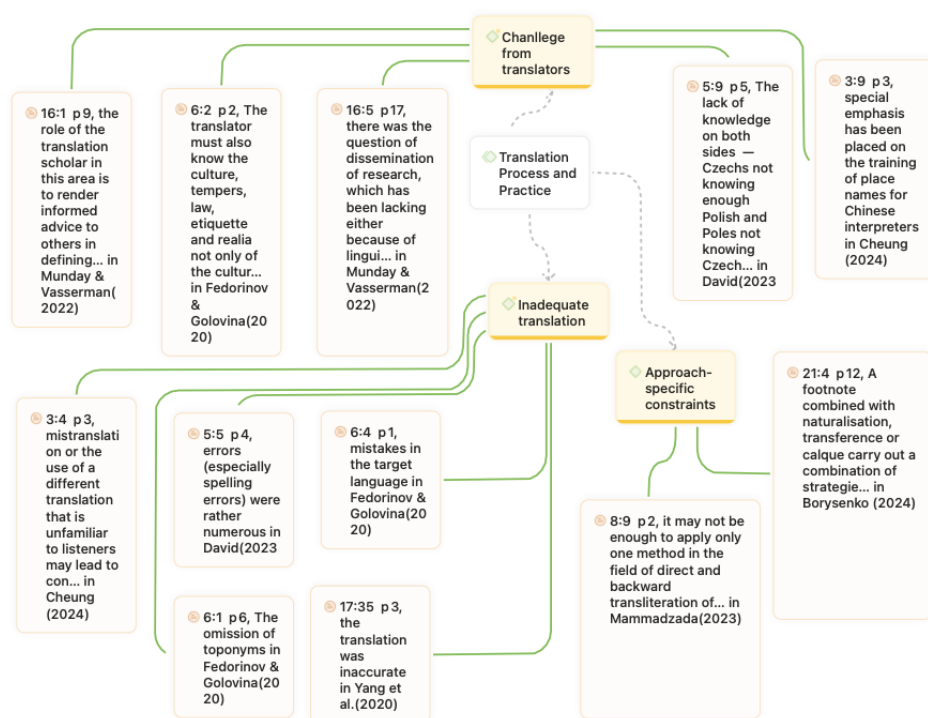 Chanllege
from
translators
16:1 p 9, the
role of the
translation
scholar in
this area is
to render
informed
advice to
others in
defining... in
Munday &
Vasserman(
2022)
6:2 p 2, The
translator
must also
know the
culture,
tempers,
law,
etiquette
and realia
not only of
the cultur...
in Fedorinov
&
Golovina(20
20)
16:5 p 17,
there was the
question of
dissemination
of research,
which has
been lacking
either
because of
lingui... in
Munday &
Vasserman(2
022)
5:9 p 5, The
lack of
knowledge
on both
sides —
Czechs not
knowing
enough
Polish and
Poles not
knowing
Czech... in
David(2023
3:9 p 3,
special
emphasis
has been
placed on
the training
of place
names for
Chinese
interpreters
in Cheung
(2024)
Translation
Process and
Practice
Inadequate
translation
Approach-
specific
constraints
3:4 p 3,
mistranslati
on or the
use of a
different
translation
that is
unfamiliar
to listeners
may lead to
con... in
Cheung
(2024)
5:5 p 4,
errors
(especially
spelling
errors) were
rather
numerous in
David(2023
6:4 p 1,
mistakes in
the target
language in
Fedorinov &
Golovina(20
20)
21:4 p 12, A
footnote
combined with
naturalisation,
transference or
calque carry out a
combination of
strategie... in
Borysenko (2024)
8:9 p 2, it may not be
enough to apply only
one method in the
field of direct and
backward
transliteration of... in
Mammadzada(2023)
6:1 p 6, The
omission of
toponyms in
Fedorinov &
Golovina(20
20)
17:35 p 3,
the
translation
was
inaccurate
in Yang et
al.(2020)